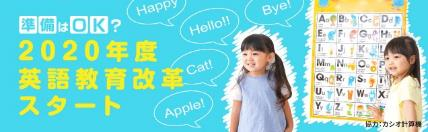 準備はOK?
2020年度
英語教育改革
スタート
Happy
Hello!!
Bye!
Cat!
Apple!
協力:カシオ計算機